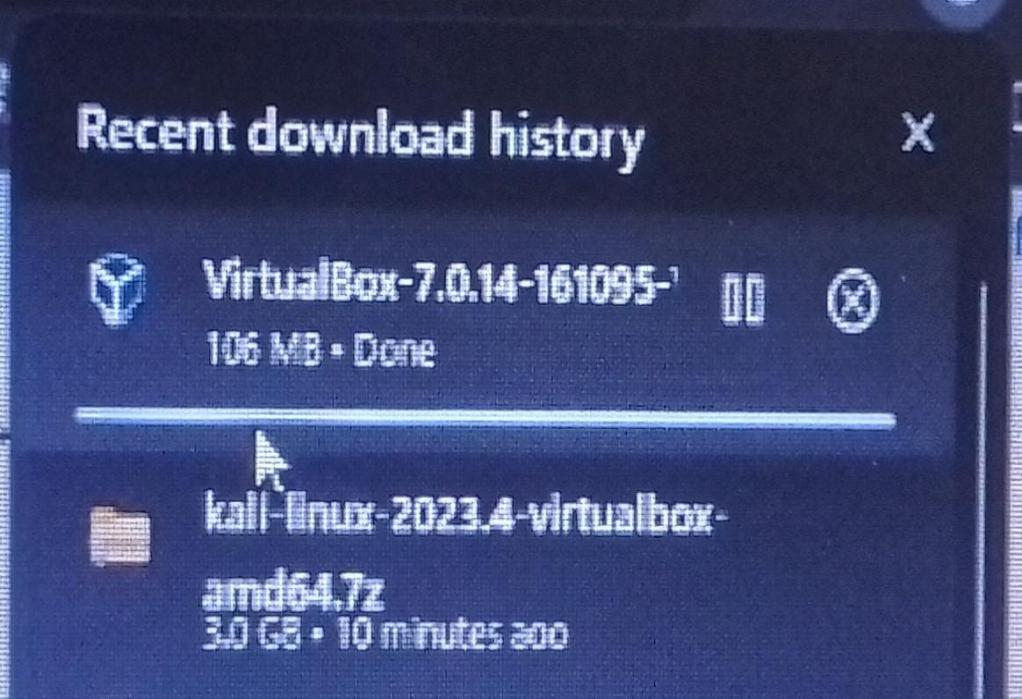 Recent download history
VirtualBox-7.0.14-161095-
106 MB • Done
kali-linux-2023.4-virtualbox-
amd64.7z
3.0 GB • 10 minutes ago